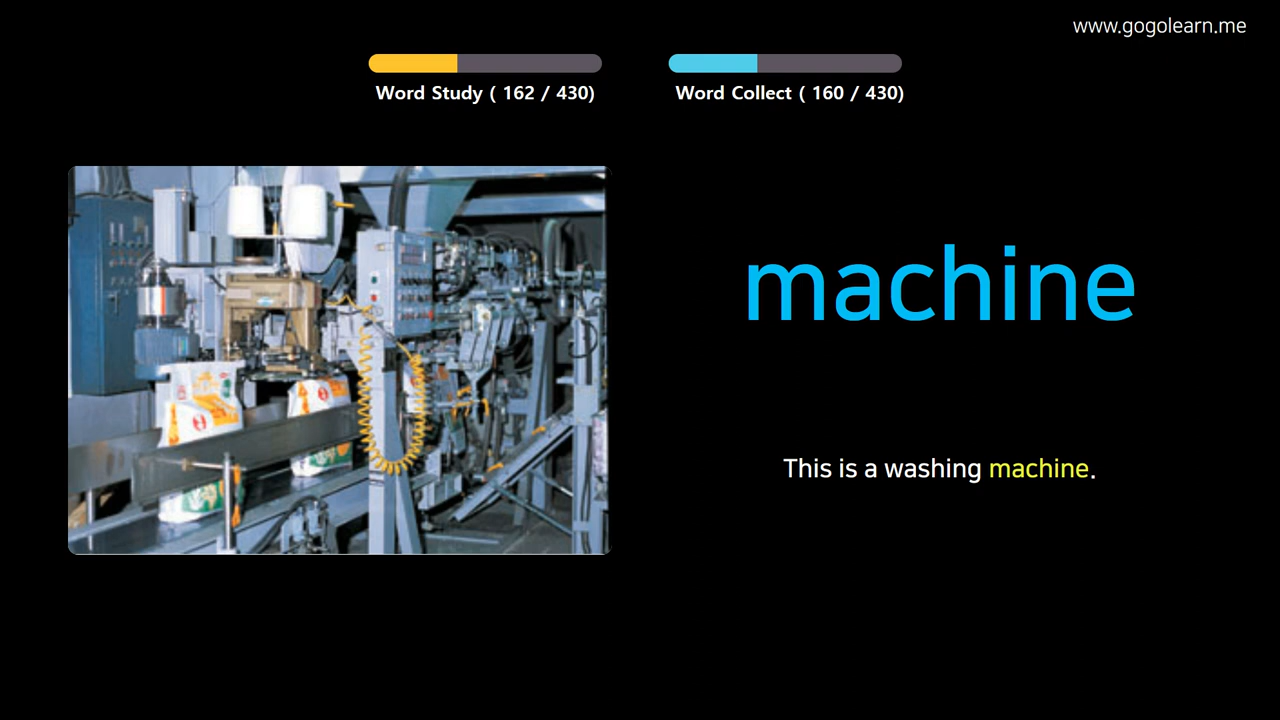 www.gogolearn.me
Word Study ( 162 / 430)
Word Collect ( 160 / 430)
machine
This is a washing machine.